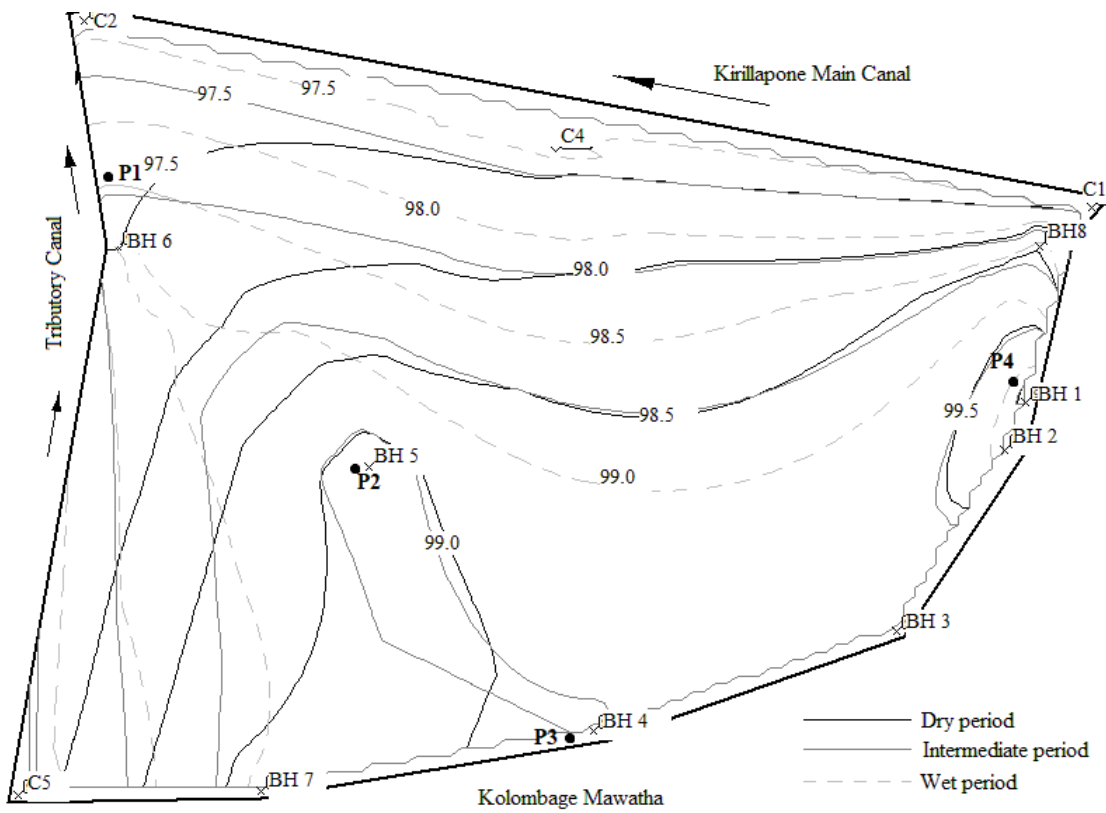 C2
Kirillapone Main Canal
97.5
97.5
C4
97.5
P1
C1
98.0
BH8
BH 6
98.0
Tributory Canal
98.5
P4
BH 1
99.5
98.5
BH 2
BH 5
P2
99.0
99.0
BH 3
BH 4
P3
Dry period
Intermediate period
BH 7
C5
Wet period
Kolombage Mawatha